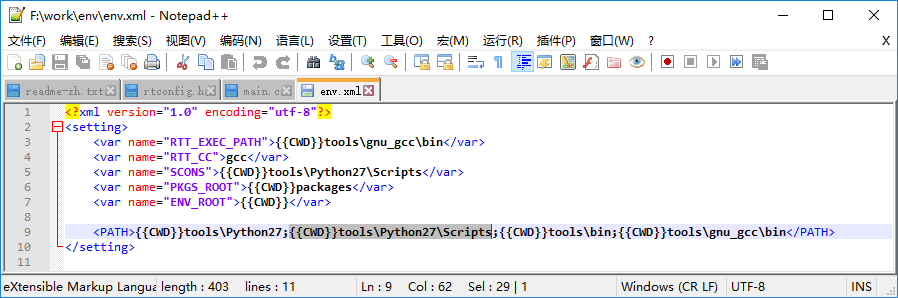 F:\work\env\env.xml - Notepad++
文件(F) 编辑(E) 搜索(S) 视图(V) 编码(N) 语言(L) 设置(T) 工具(O) 宏(M) 运行(R) 插件(P) 窗口(W) ? X
readme-zh.txt rtconfig.h main.c env.xml
1 <?xml version="1.0" encoding="utf-8"?>
2 <setting>
3 <var name="RTT_EXEC_PATH">{{CWD}}tools\gnu_gcc\bin</var>
4 <var name="RTT_CC">gcc</var>
5 <var name="SCONS">{{CWD}}tools\Python27\Scripts</var>
6 <var name="PKGS_ROOT">{{CWD}}packages</var>
7 <var name="ENV_ROOT">{{CWD}}</var>
8
9 <PATH>{{CWD}}tools\Python27;{{CWD}}tools\Python27\Scripts;{{CWD}}tools\bin;{{CWD}}tools\gnu_gcc\bin</PATH>
10 </setting>
11
eXtensible Markup Langua length : 403 lines : 11 Ln : 9 Col : 62 Sel : 29 | 1 Windows (CR LF) UTF-8 INS